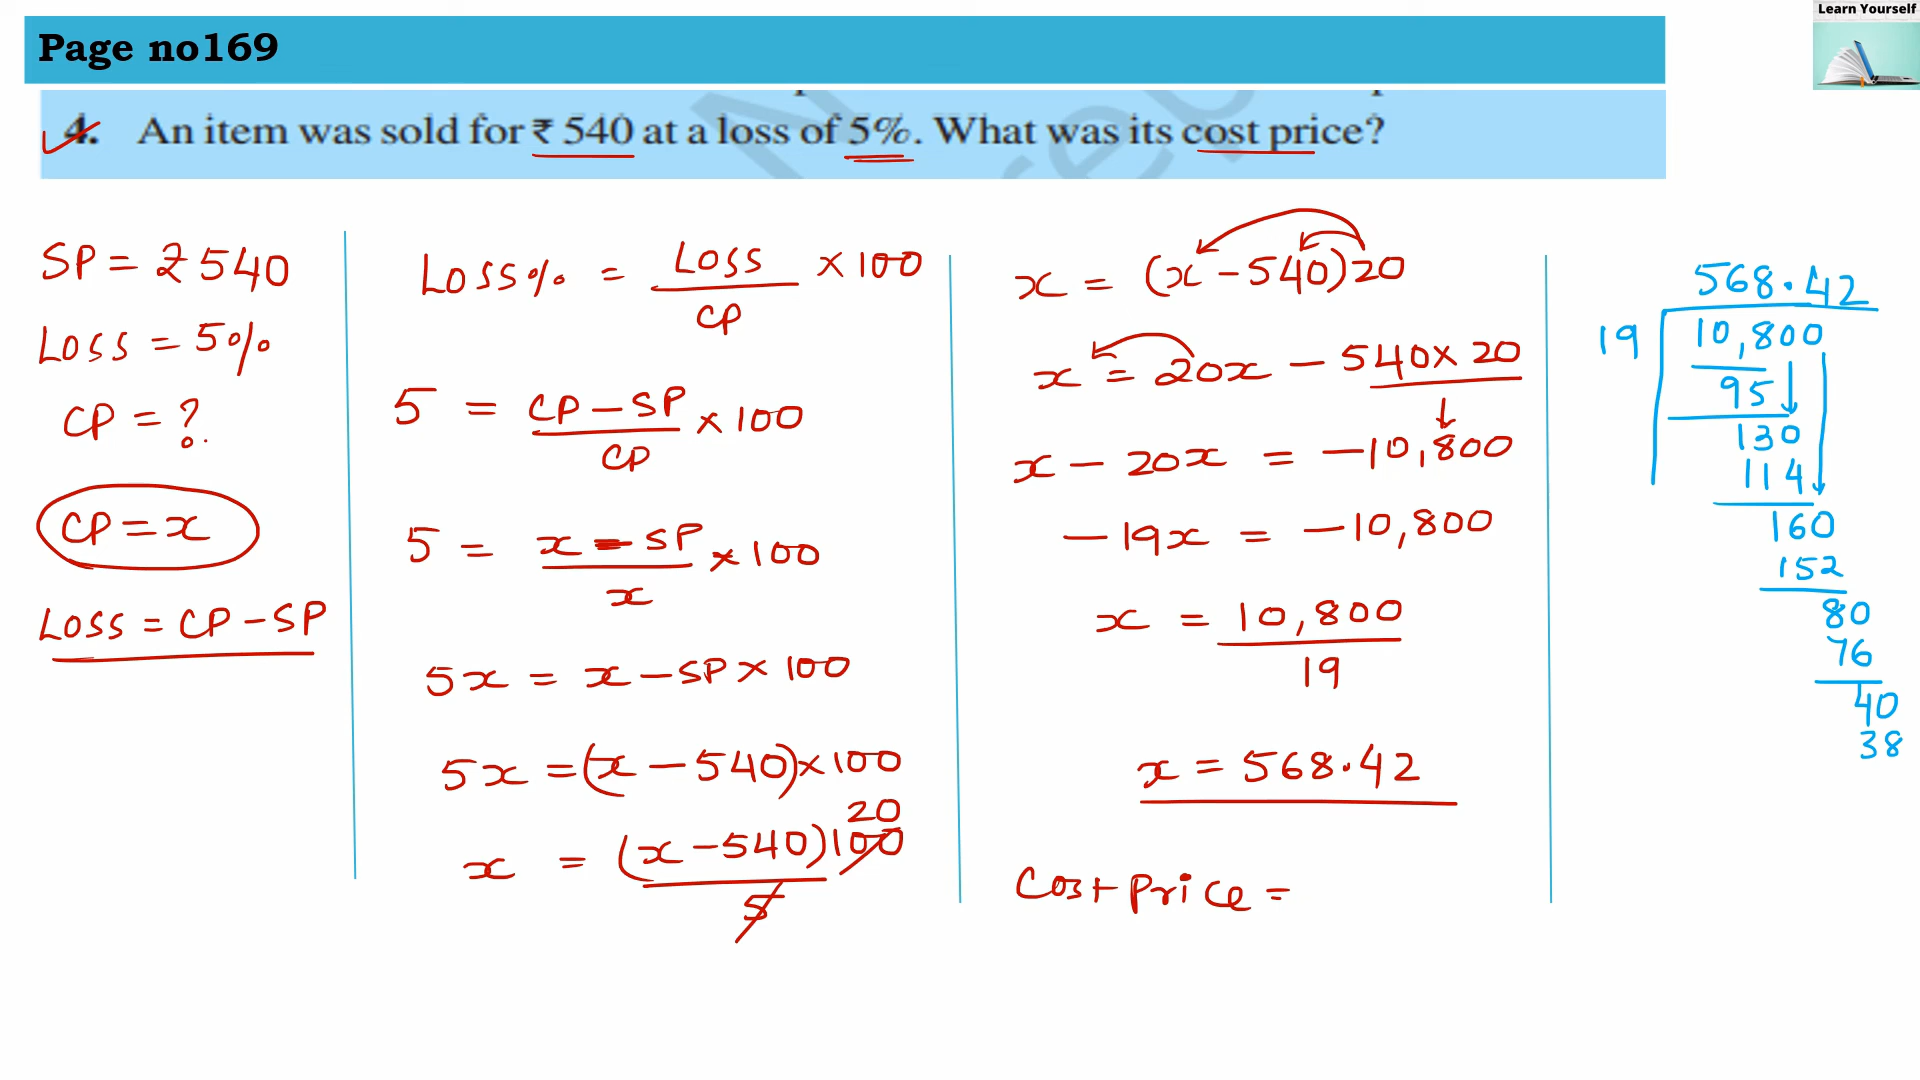 Learn Yourself
Page no169
4. An item was sold for ₹ 540 at a loss of 5%. What was its cost price?
SP = ₹ 540
Loss = 5%
CP = ?
CP = x
Loss = CP - SP
Loss% = Loss/CP × 100
5 = CP - SP/CP × 100
5 = x - SP/x × 100
5x = x - SP × 100
5x = (x - 540) × 100
20
x = (x - 540) 100/5
x = (x - 540) 20
x = 20x - 540 × 20
x - 20x = -10,800
-19x = -10,800
x = 10,800/19
x = 568.42
Cost Price =
568.42
19 10,800
95
130
114
160
152
80
76
40
38